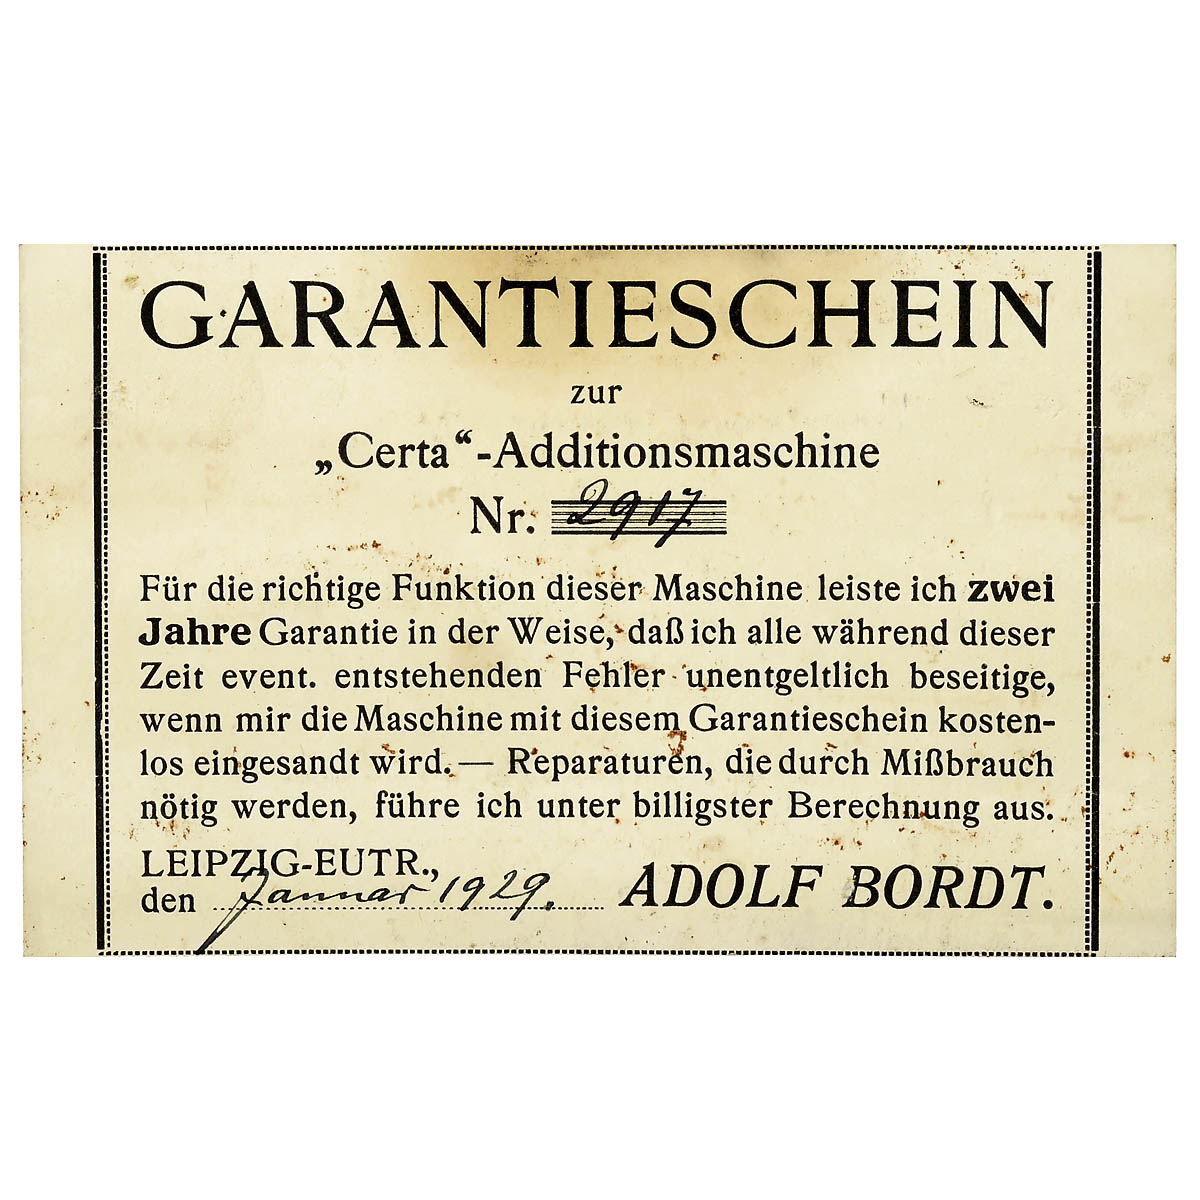 GARANTIESCHEIN
zur
„Certa“-Additionsmaschine
Nr. 2917
Für die richtige Funktion dieser Maschine leiste ich zwei
Jahre Garantie in der Weise, daß ich alle während dieser
Zeit event. entstehenden Fehler unentgeltlich beseitige,
wenn mir die Maschine mit diesem Garantieschein kosten-
los eingesandt wird. — Reparaturen, die durch Mißbrauch
nötig werden, führe ich unter billigster Berechnung aus.
LEIPZIG-EUTR.,
den Januar 1929. ADOLF BORDT.